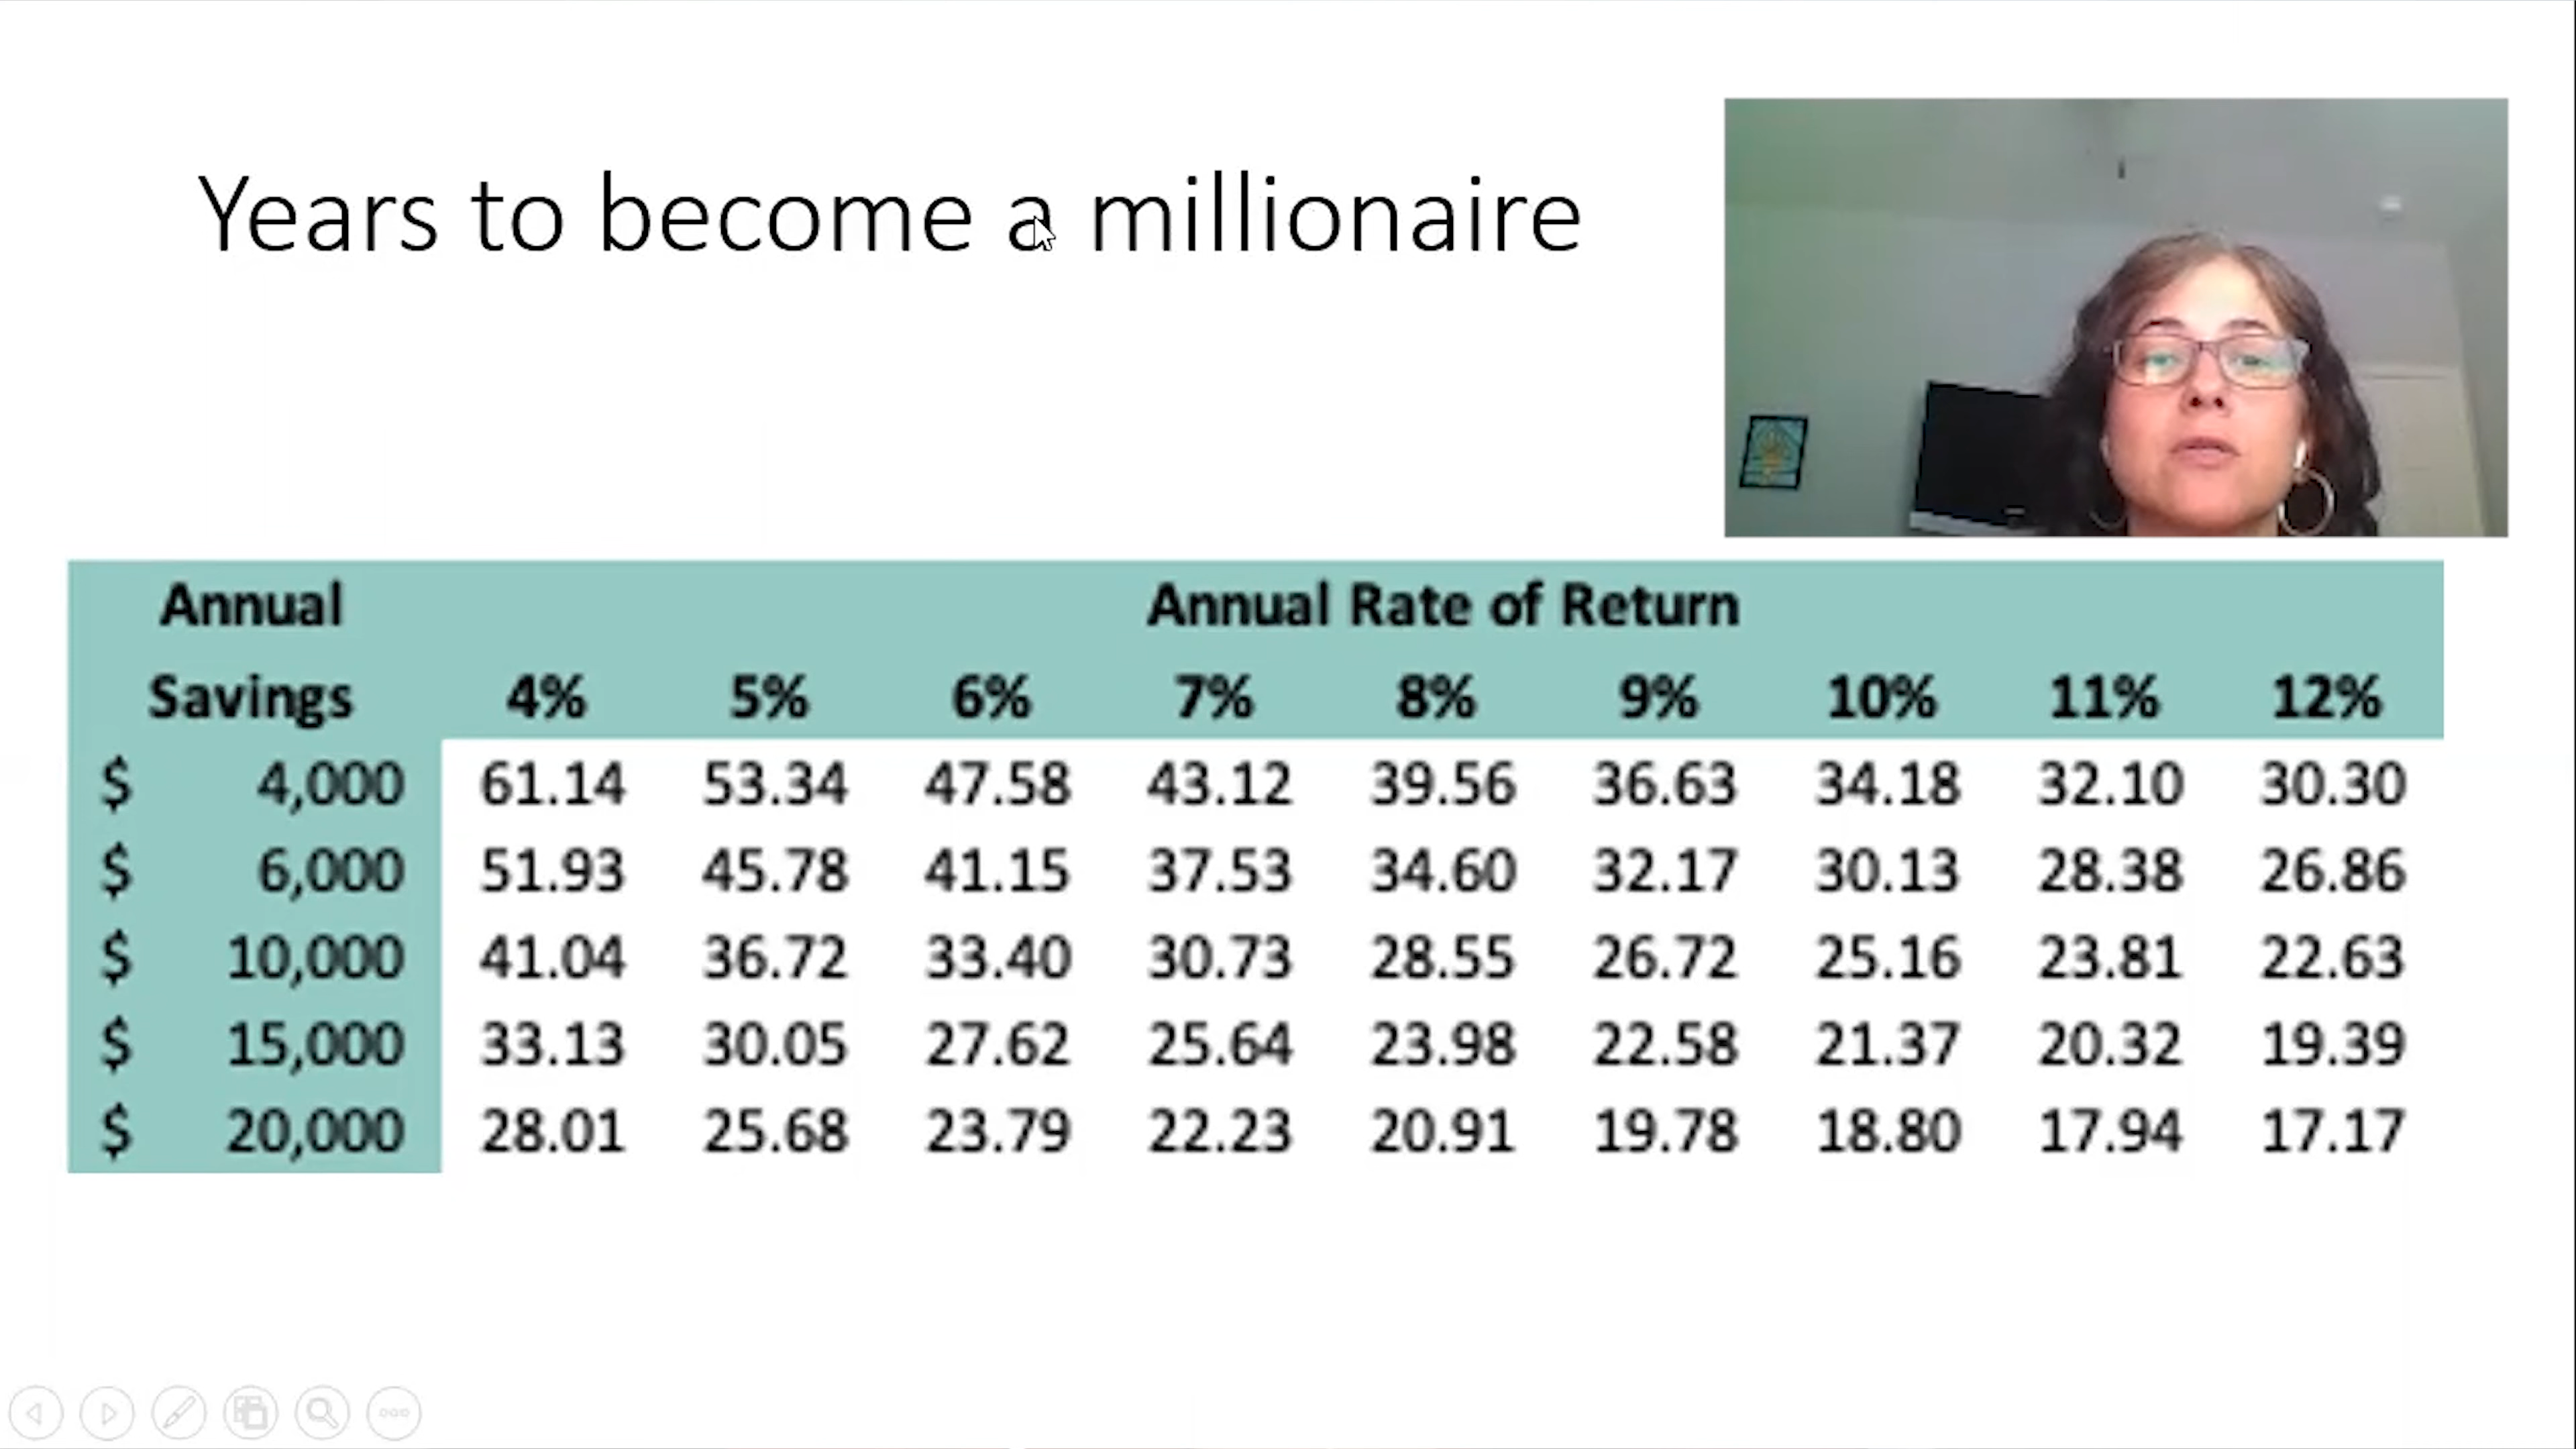 Years to become a millionaire
Annual Annual Rate of Return
Savings 4% 5% 6% 7% 8% 9% 10% 11% 12%
$ 4,000 61.14 53.34 47.58 43.12 39.56 36.63 34.18 32.10 30.30
$ 6,000 51.93 45.78 41.15 37.53 34.60 32.17 30.13 28.38 26.86
$ 10,000 41.04 36.72 33.40 30.73 28.55 26.72 25.16 23.81 22.63
$ 15,000 33.13 30.05 27.62 25.64 23.98 22.58 21.37 20.32 19.39
$ 20,000 28.01 25.68 23.79 22.23 20.91 19.78 18.80 17.94 17.17